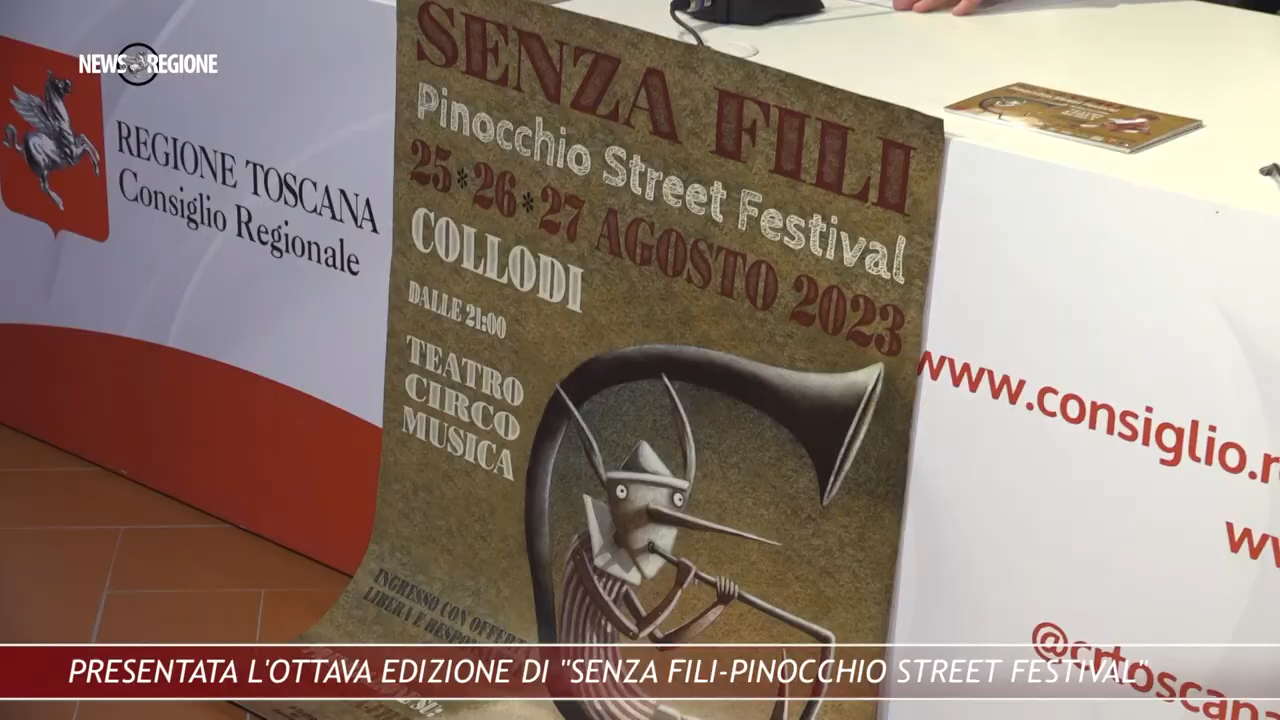 NEWS REGIONE
REGIONE TOSCANA
Consiglio Regionale
SENZA FILI
Pinocchio Street Festival
25*26*27 AGOSTO 2023
COLLODI
DALLE 21:00
TEATRO
CIRCO
MUSICA
INGRESSO CON OFFERTA
LIBERA E
www.consiglio.r
ww
@crtoscan
PRESENTATA L'OTTAVA EDIZIONE DI "SENZA FILI-PINOCCHIO STREET FESTIVAL"